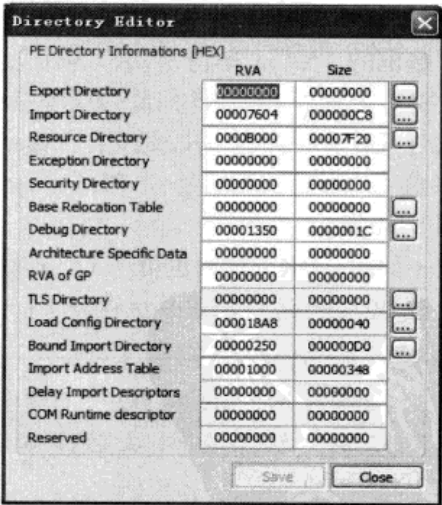 Directory Editor
PE Directory Informations [HEX]
RVA Size
Export Directory 00000000 00000000 ...
Import Directory 00007604 000000C8 ...
Resource Directory 0000B000 00007F20 ...
Exception Directory 00000000 00000000
Security Directory 00000000 00000000
Base Relocation Table 00000000 00000000 ...
Debug Directory 00001350 0000001C ...
Architecture Specific Data 00000000 00000000
RVA of GP 00000000 00000000
TLS Directory 00000000 00000000 ...
Load Config Directory 000018A8 00000040 ...
Bound Import Directory 00000250 000000D0 ...
Import Address Table 00001000 00000348
Delay Import Descriptors 00000000 00000000
COM Runtime descriptor 00000000 00000000
Reserved 00000000 00000000
Save Close